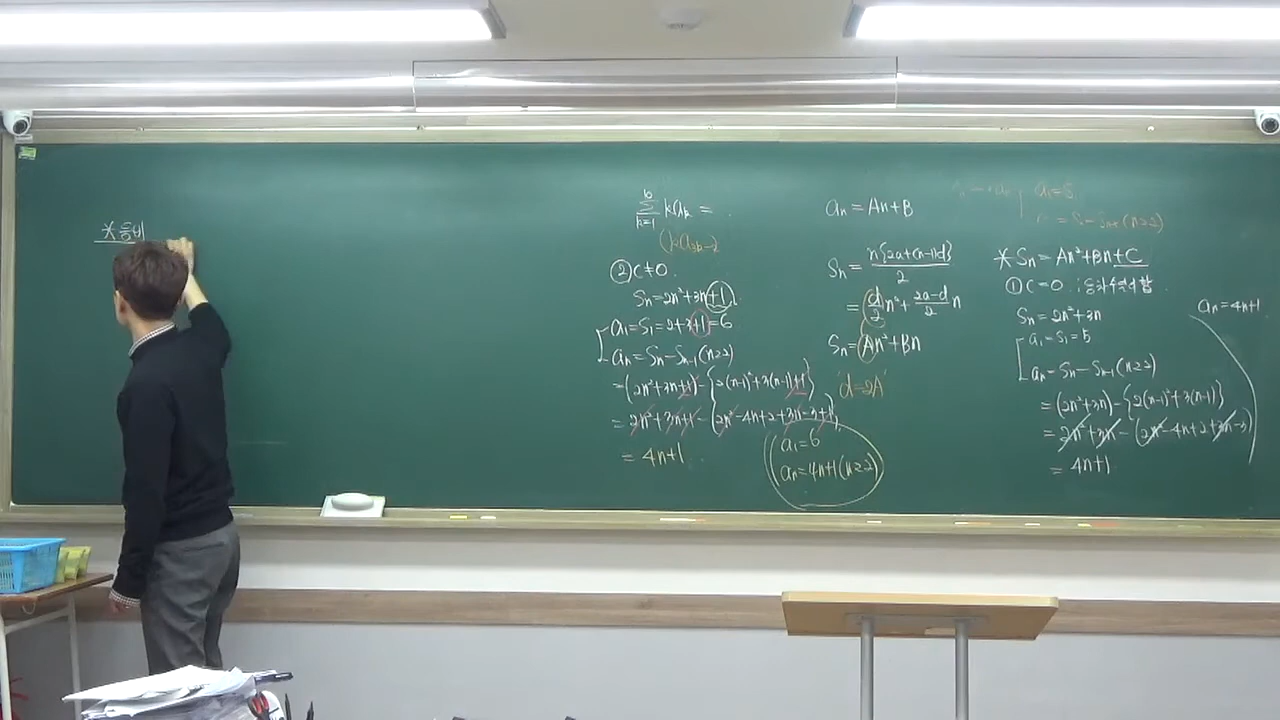 * 등비
② C ≠ 0.
Sₙ = 2n² + 3n + 1
a₁ = S₁ = 2 + 3 + 1 = 6
aₙ = Sₙ - Sₙ₋₁ (n ≥ 2)
= (2n² + 3n + 1) - {2(n-1)² + 3(n-1) + 1}
= 2n² + 3n + 1 - (2n² - 4n + 2 + 3n - 3 + 1)
= 4n + 1
a₁ = 6
aₙ = 4n + 1 (n ≥ 2)
aₙ = An + B
Sₙ = n{2a + (n-1)d} / 2
= d/2 n² + (2a-d)/2 n
Sₙ = An² + Bn
'd = 2A'
* Sₙ = An² + Bn + C
① C = 0 : 등차수열의 합
Sₙ = 2n² + 3n
a₁ = S₁ = 5
aₙ = Sₙ - Sₙ₋₁ (n ≥ 2)
= (2n² + 3n) - {2(n-1)² + 3(n-1)}
= 2n² + 3n - (2n² - 4n + 2 + 3n - 3)
= 4n + 1
aₙ = 4n + 1